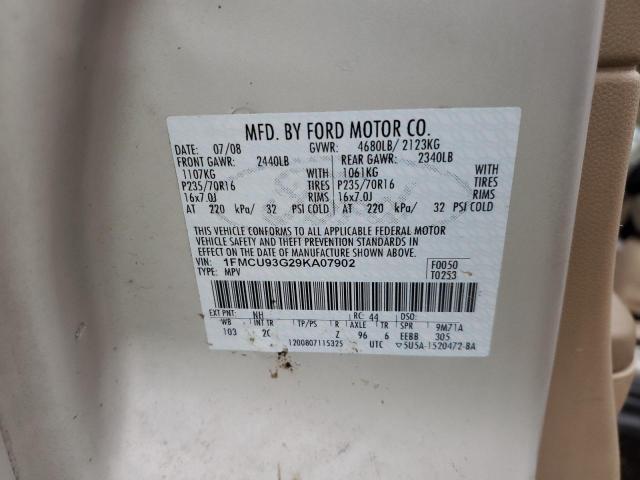 MFD. BY FORD MOTOR CO.
DATE: 07/08 GVWR: 4680LB/ 2123KG
FRONT GAWR: 2440LB REAR GAWR: 2340LB
1107KG WITH 1061KG WITH
P235/70R16 TIRES P235/70R16 TIRES
16x7.0J RIMS 16x7.0J RIMS
AT 220 kPa/ 32 PSI COLD AT 220 kPa/ 32 PSI COLD
THIS VEHICLE CONFORMS TO ALL APPLICABLE FEDERAL MOTOR
VEHICLE SAFETY AND THEFT PREVENTION STANDARDS IN
EFFECT ON THE DATE OF MANUFACTURE SHOWN ABOVE.
VIN: 1FMCU93G29KA07902 F0050
TYPE: MPV T0253
EXT PNT: NH RC: 44 DSO:
WB INT TR TP/PS R AXLE TR SPR 9M71A
103 2C Z 96 6 EEBB 305
1200807115325 UTC ▽5U5A-1520472-BA